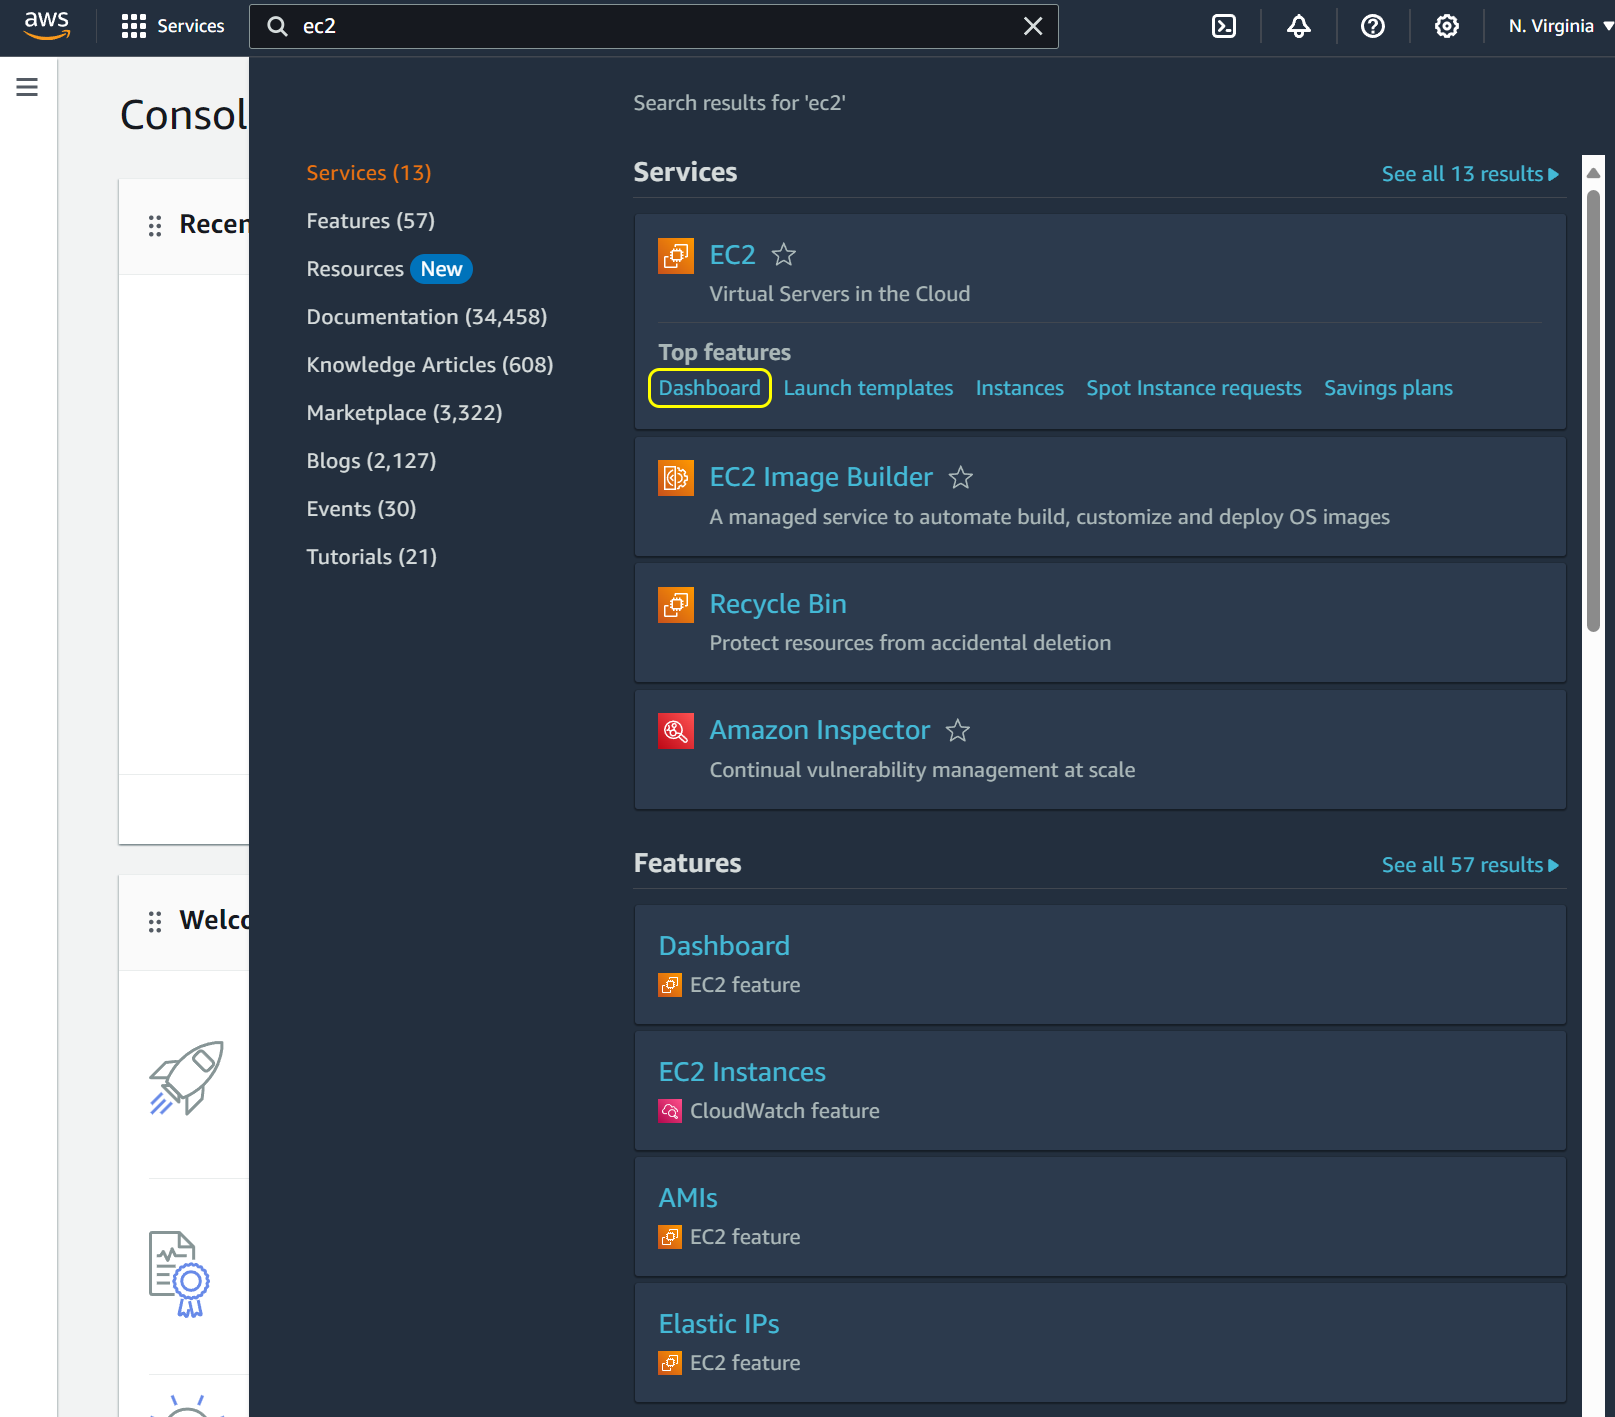 aws
Services
ec2
N. Virginia
Consol
Recen
Welco
Search results for 'ec2'
Services (13)
Features (57)
Resources New
Documentation (34,458)
Knowledge Articles (608)
Marketplace (3,322)
Blogs (2,127)
Events (30)
Tutorials (21)
Services
See all 13 results
EC2
Virtual Servers in the Cloud
Top features
Dashboard Launch templates Instances Spot Instance requests Savings plans
EC2 Image Builder
A managed service to automate build, customize and deploy OS images
Recycle Bin
Protect resources from accidental deletion
Amazon Inspector
Continual vulnerability management at scale
Features
See all 57 results
Dashboard
EC2 feature
EC2 Instances
CloudWatch feature
AMIs
EC2 feature
Elastic IPs
EC2 feature